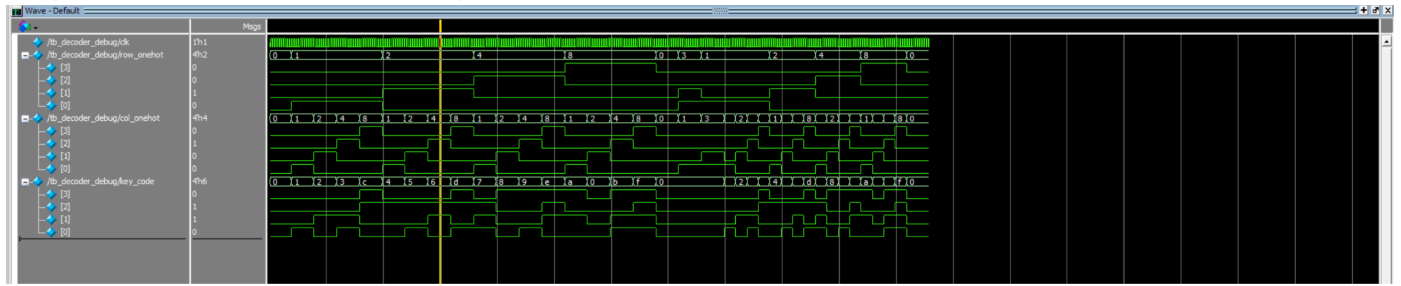 Wave - Default
Msgs
/tb_decoder_debug/clk 1'h1
/tb_decoder_debug/row_onehot 4'h2 0 1 2 4 8 0 3 1 2 4 8 0
[3] 0
[2] 0
[1] 1
[0] 0
/tb_decoder_debug/col_onehot 4'h4 0 1 2 4 8 1 2 4 8 1 2 4 8 1 2 4 8 0 1 3 2 1 8 2 1 8 0
[3] 0
[2] 1
[1] 0
[0] 0
/tb_decoder_debug/key_code 4'h6 0 1 2 3 c 4 5 6 d 7 8 9 e a 0 b f 0 2 4 d 8 a f 0
[3] 0
[2] 1
[1] 1
[0] 0